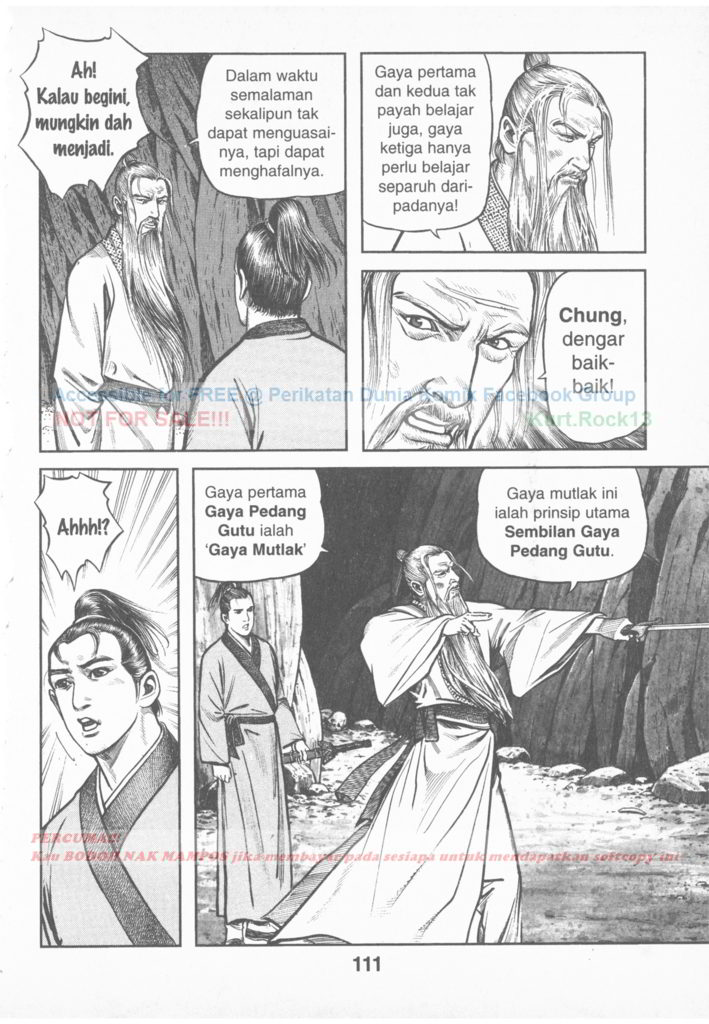 Ah!
Kalau begini,
mungkin dah
menjadi.
Dalam waktu
semalaman
sekalipun tak
dapat menguasai-
nya, tapi dapat
menghafalnya.
Gaya pertama
dan kedua tak
payah belajar
juga, gaya
ketiga hanya
perlu belajar
separuh dari-
padanya!
Chung,
dengar
baik-
baik!
Accessible for FREE @ Perikatan Dunia Komik Facebook Group
NOT FOR SALE!!!
Kurt.Rock13
Ahhh!?
Gaya pertama
Gaya Pedang
Gutu ialah
‘Gaya Mutlak’
Gaya mutlak ini
ialah prinsip utama
Sembilan Gaya
Pedang Gutu.
PERCUMA!!
Kau BODOH NAK MAMPOS jika membayar pada sesiapa untuk mendapatkan softcopy ini
111